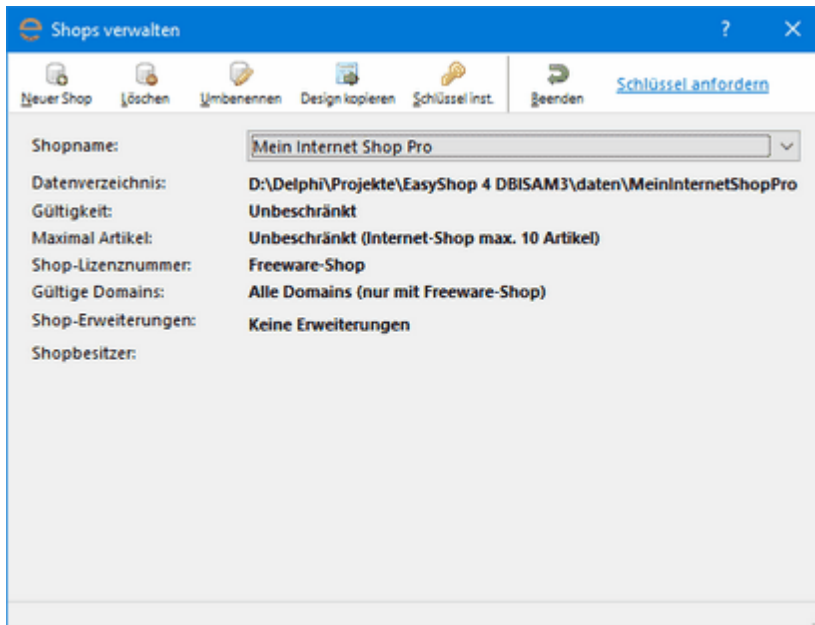 Shops verwalten
Neuer Shop Löschen Umbenennen Design kopieren Schlüssel inst. Beenden Schlüssel anfordern
Shopname: Mein Internet Shop Pro
Datenverzeichnis: D:\Delphi\Projekte\EasyShop 4 DBISAM3\daten\MeinInternetShopPro
Gültigkeit: Unbeschränkt
Maximal Artikel: Unbeschränkt (Internet-Shop max. 10 Artikel)
Shop-Lizenznummer: Freeware-Shop
Gültige Domains: Alle Domains (nur mit Freeware-Shop)
Shop-Erweiterungen: Keine Erweiterungen
Shopbesitzer: